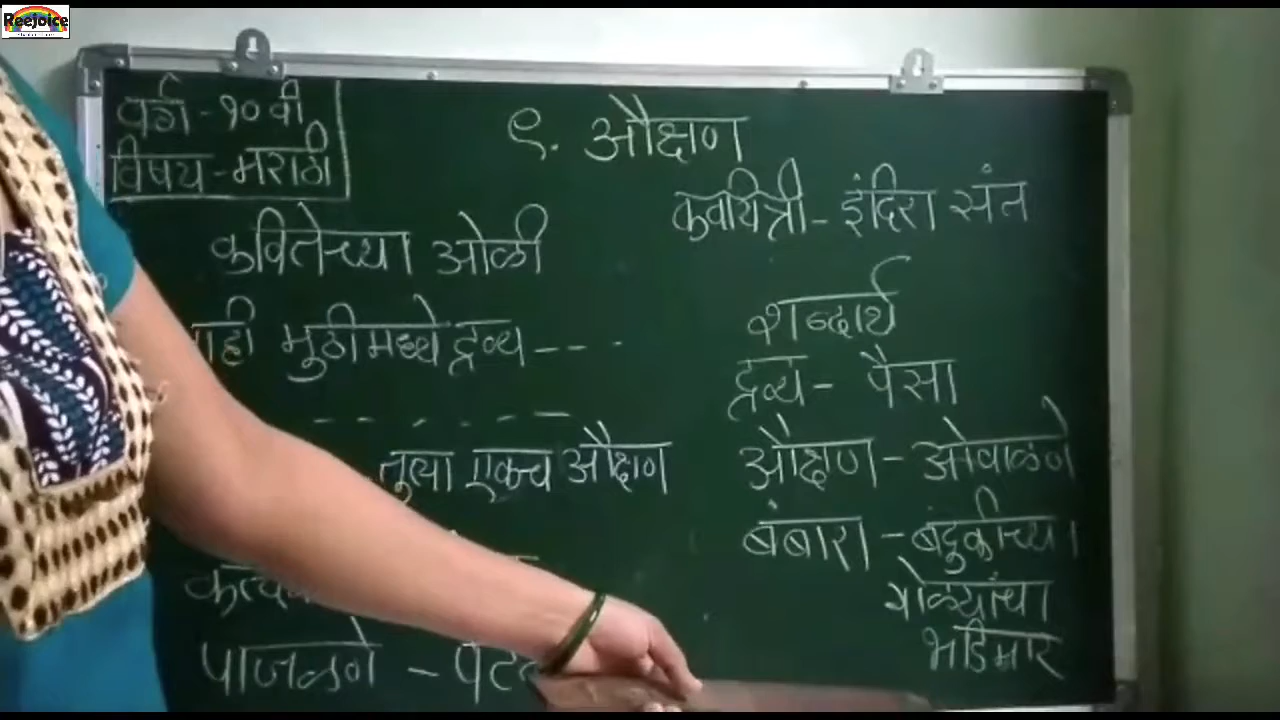 Reejoice
वर्ग - १० वी
विषय - मराठी
९. औक्षण
कवयित्री - इंदिरा संत
कवितेच्या ओळी
मुठीमध्ये द्रव्य - - - -
- - - - - -
तुला एकच औक्षण
पाजळणे -
शब्दार्थ
द्रव्य - पैसा
औक्षण - ओवाळणे
बंबारा - बंदुकीच्या
गोळ्यांचा
भडिमार